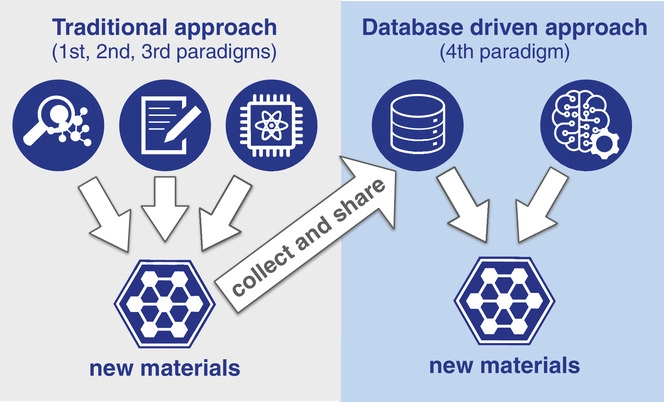 Traditional approach
(1st, 2nd, 3rd paradigms)
new materials
collect and share
Database driven approach
(4th paradigm)
new materials